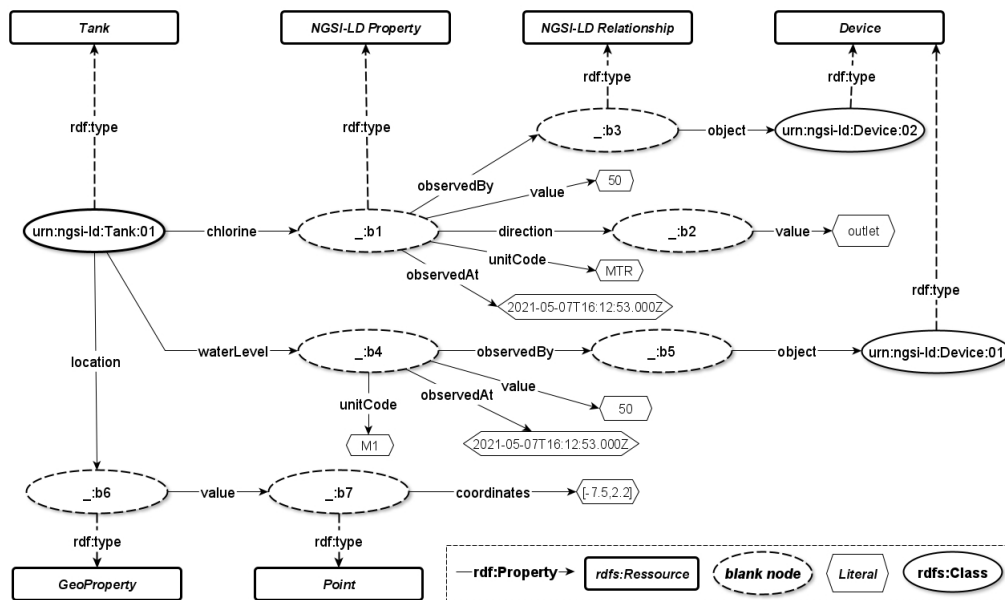 Tank
NGSI-LD Property
NGSI-LD Relationship
Device
rdf:type
rdf:type
rdf:type
rdf:type
_:b3
object
urn:ngsi-ld:Device:02
observedBy
value
50
urn:ngsi-ld:Tank:01
chlorine
_:b1
direction
_:b2
value
outlet
unitCode
MTR
observedAt
2021-05-07T16:12:53.000Z
rdf:type
location
waterLevel
_:b4
observedBy
_:b5
object
urn:ngsi-ld:Device:01
unitCode
observedAt
value
50
M1
2021-05-07T16:12:53.000Z
_:b6
value
_:b7
coordinates
[-7.5,2.2]
rdf:type
rdf:type
GeoProperty
Point
rdf:Property
rdfs:Ressource
blank node
Literal
rdfs:Class